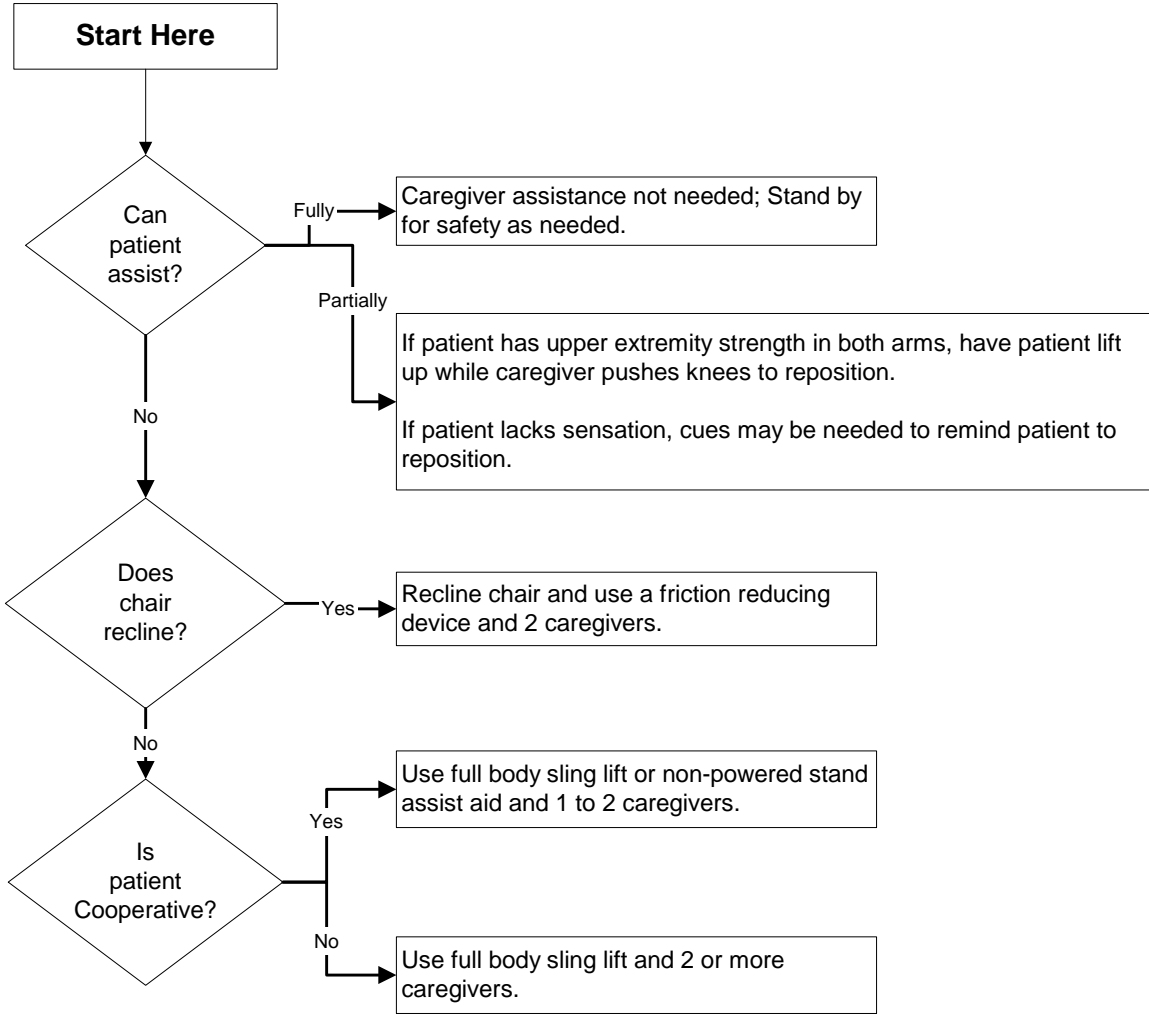 Start Here
Can
patient
assist?
Fully
Caregiver assistance not needed; Stand by
for safety as needed.
Partially
If patient has upper extremity strength in both arms, have patient lift
up while caregiver pushes knees to reposition.
If patient lacks sensation, cues may be needed to remind patient to
reposition.
No
Does
chair
recline?
Yes
Recline chair and use a friction reducing
device and 2 caregivers.
No
Is
patient
Cooperative?
Yes
Use full body sling lift or non-powered stand
assist aid and 1 to 2 caregivers.
No
Use full body sling lift and 2 or more
caregivers.